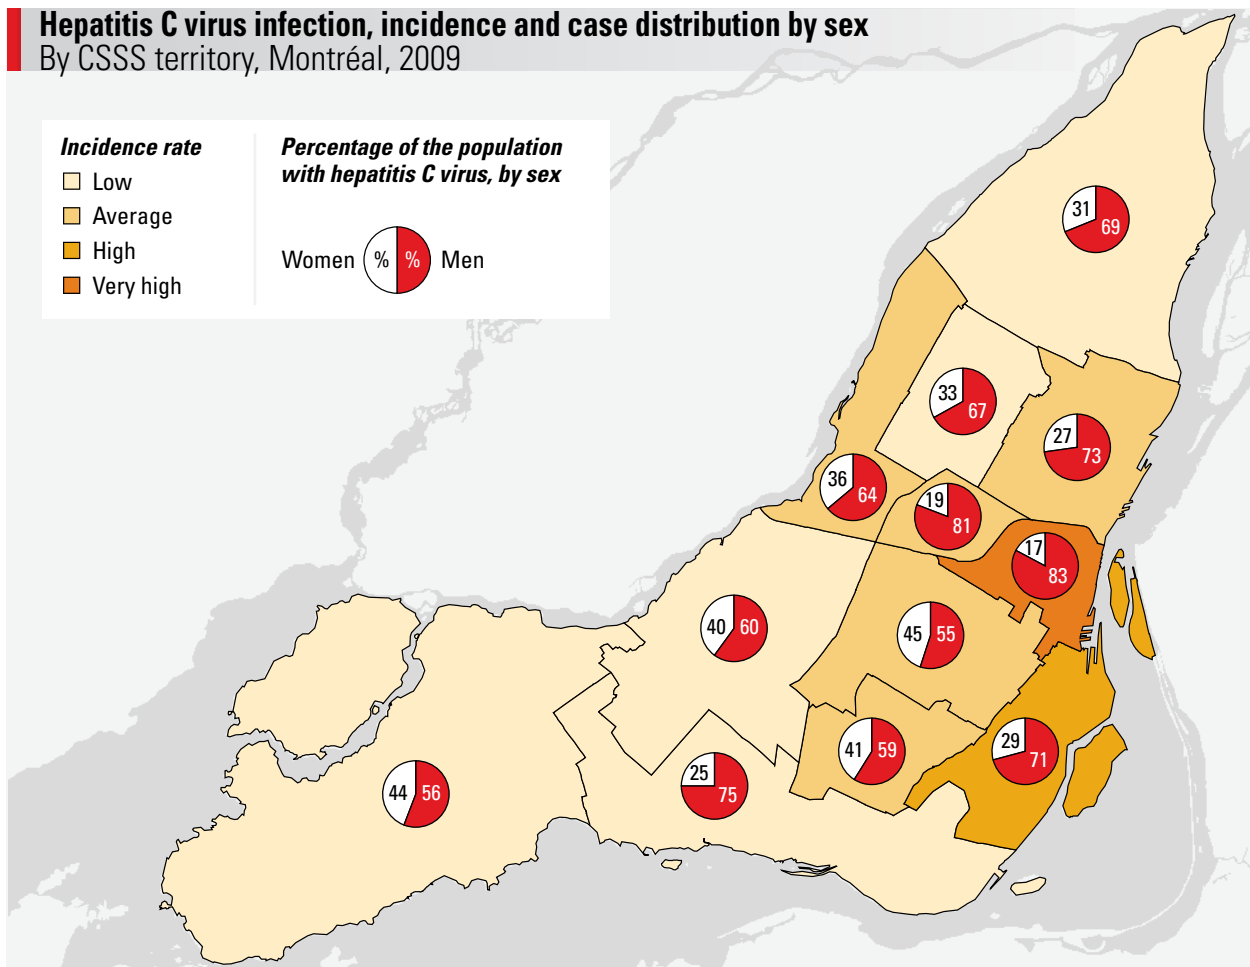 Hepatitis C virus infection, incidence and case distribution by sex
By CSSS territory, Montréal, 2009
Incidence rate
Low
Average
High
Very high
Percentage of the population
with hepatitis C virus, by sex
Women % % Men
31 69
33 67
27 73
36 64
19 81
17 83
40 60
45 55
41 59
29 71
25 75
44 56